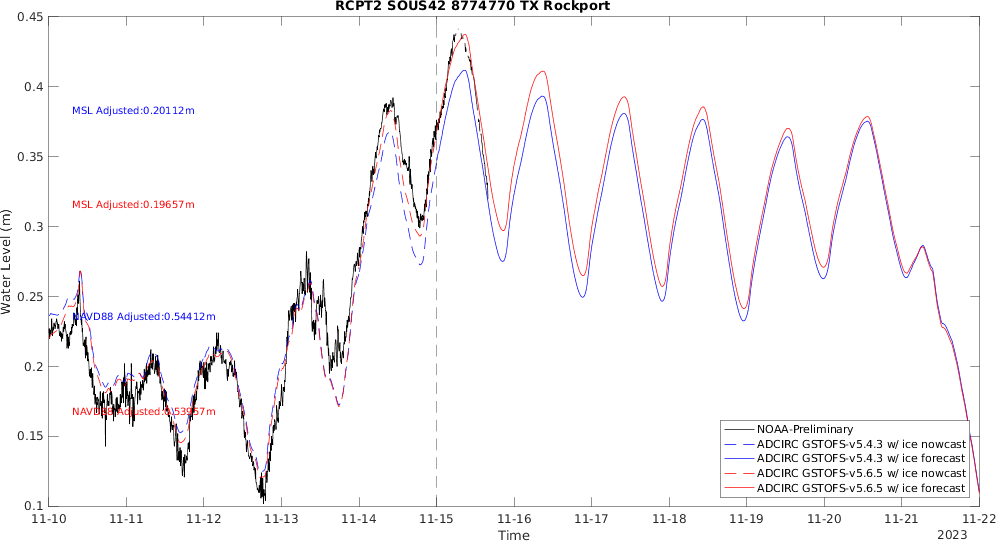 RCPT2 SOUS42 8774770 TX Rockport
0.45
0.4
0.35
0.3
0.25
0.2
0.15
0.1
Water Level (m)
MSL Adjusted:0.20112m
MSL Adjusted:0.19657m
NAVD88 Adjusted:0.54412m
NAVD88 Adjusted:0.53957m
NOAA-Preliminary
ADCIRC GSTOFS-v5.4.3 w/ ice nowcast
ADCIRC GSTOFS-v5.4.3 w/ ice forecast
ADCIRC GSTOFS-v5.6.5 w/ ice nowcast
ADCIRC GSTOFS-v5.6.5 w/ ice forecast
11-10 11-11 11-12 11-13 11-14 11-15 11-16 11-17 11-18 11-19 11-20 11-21 11-22
Time
2023